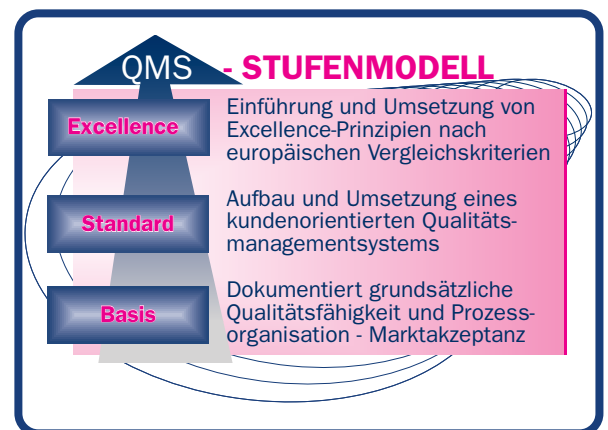 QMS - STUFENMODELL
Excellence
Einführung und Umsetzung von
Excellence-Prinzipien nach
europäischen Vergleichskriterien
Standard
Aufbau und Umsetzung eines
kundenorientierten Qualitäts-
managementsystems
Basis
Dokumentiert grundsätzliche
Qualitätsfähigkeit und Prozess-
organisation - Marktakzeptanz